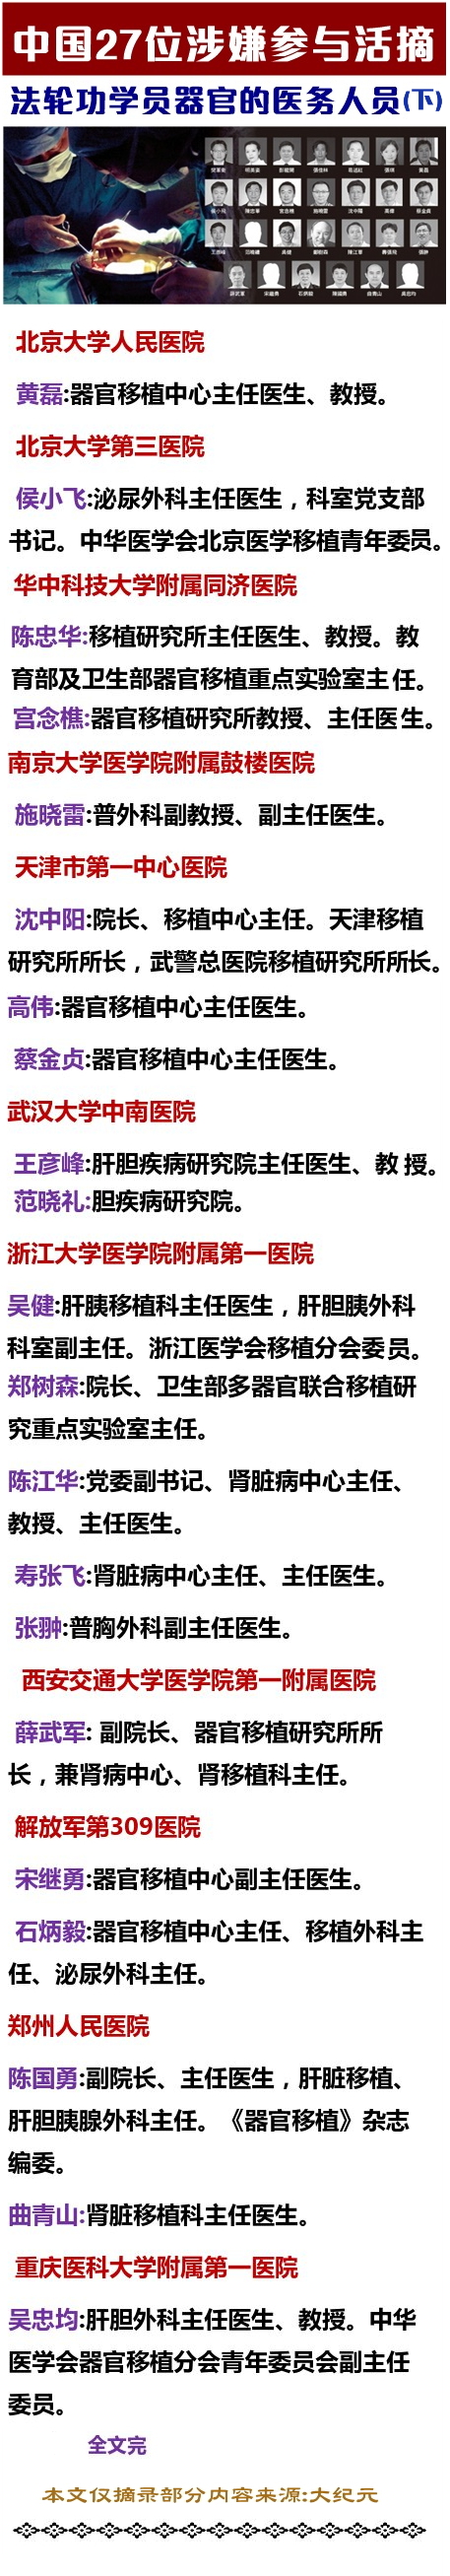 中国27位涉嫌参与活摘
法轮功学员器官的医务人员(下)
北京大学人民医院
黄磊:器官移植中心主任医生、教授。
北京大学第三医院
侯小飞:泌尿外科主任医生，科室党支部
书记。中华医学会北京医学移植青年委员。
华中科技大学附属同济医院
陈忠华:移植研究所主任医生、教授。教
育部及卫生部器官移植重点实验室主任。
宫念樵:器官移植研究所教授、主任医生。
南京大学医学院附属鼓楼医院
施晓雷:普外科副教授、副主任医生。
天津市第一中心医院
沈中阳:院长、移植中心主任。天津移植
研究所所长，武警总医院移植研究所所长。
高伟:器官移植中心主任医生。
蔡金贞:器官移植中心主任医生。
武汉大学中南医院
王彦峰:肝胆疾病研究院主任医生、教授。
范晓礼:胆疾病研究院。
浙江大学医学院附属第一医院
吴健:肝胰移植科主任医生，肝胆胰外科
科室副主任。浙江医学会移植分会委员。
郑树森:院长、卫生部多器官联合移植研
究重点实验室主任。
陈江华:党委副书记、肾脏病中心主任、
教授、主任医生。
寿张飞:肾脏病中心主任、主任医生。
张翀:普胸外科副主任医生。
西安交通大学医学院第一附属医院
薛武军: 副院长、器官移植研究所所
长，兼肾病中心、肾移植科主任。
解放军第309医院
宋继勇:器官移植中心副主任医生。
石炳毅:器官移植中心主任、移植外科主
任、泌尿外科主任。
郑州人民医院
陈国勇:副院长、主任医生，肝脏移植、
肝胆胰腺外科主任。《器官移植》杂志
编委。
曲青山:肾脏移植科主任医生。
重庆医科大学附属第一医院
吴忠均:肝胆外科主任医生、教授。中华
医学会器官移植分会青年委员会副主任
委员。
全文完
本文仅摘录部分内容来源:大纪元